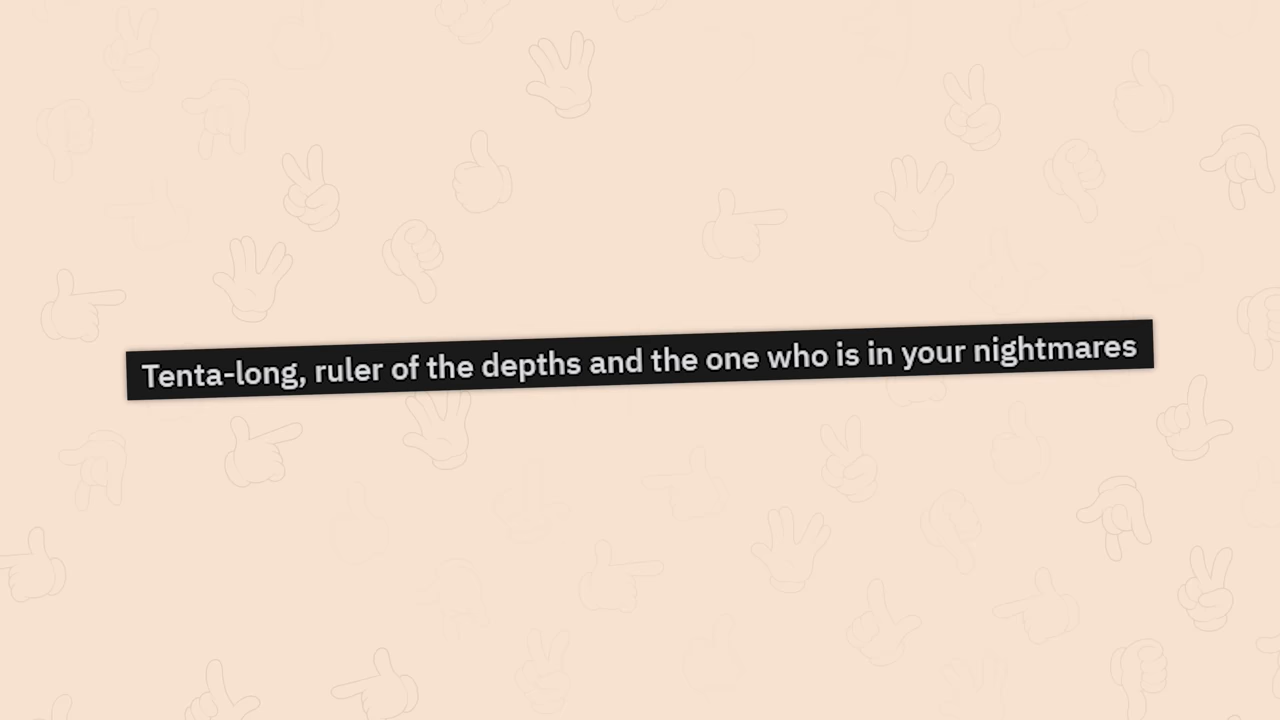 Tenta-long, ruler of the depths and the one who is in your nightmares